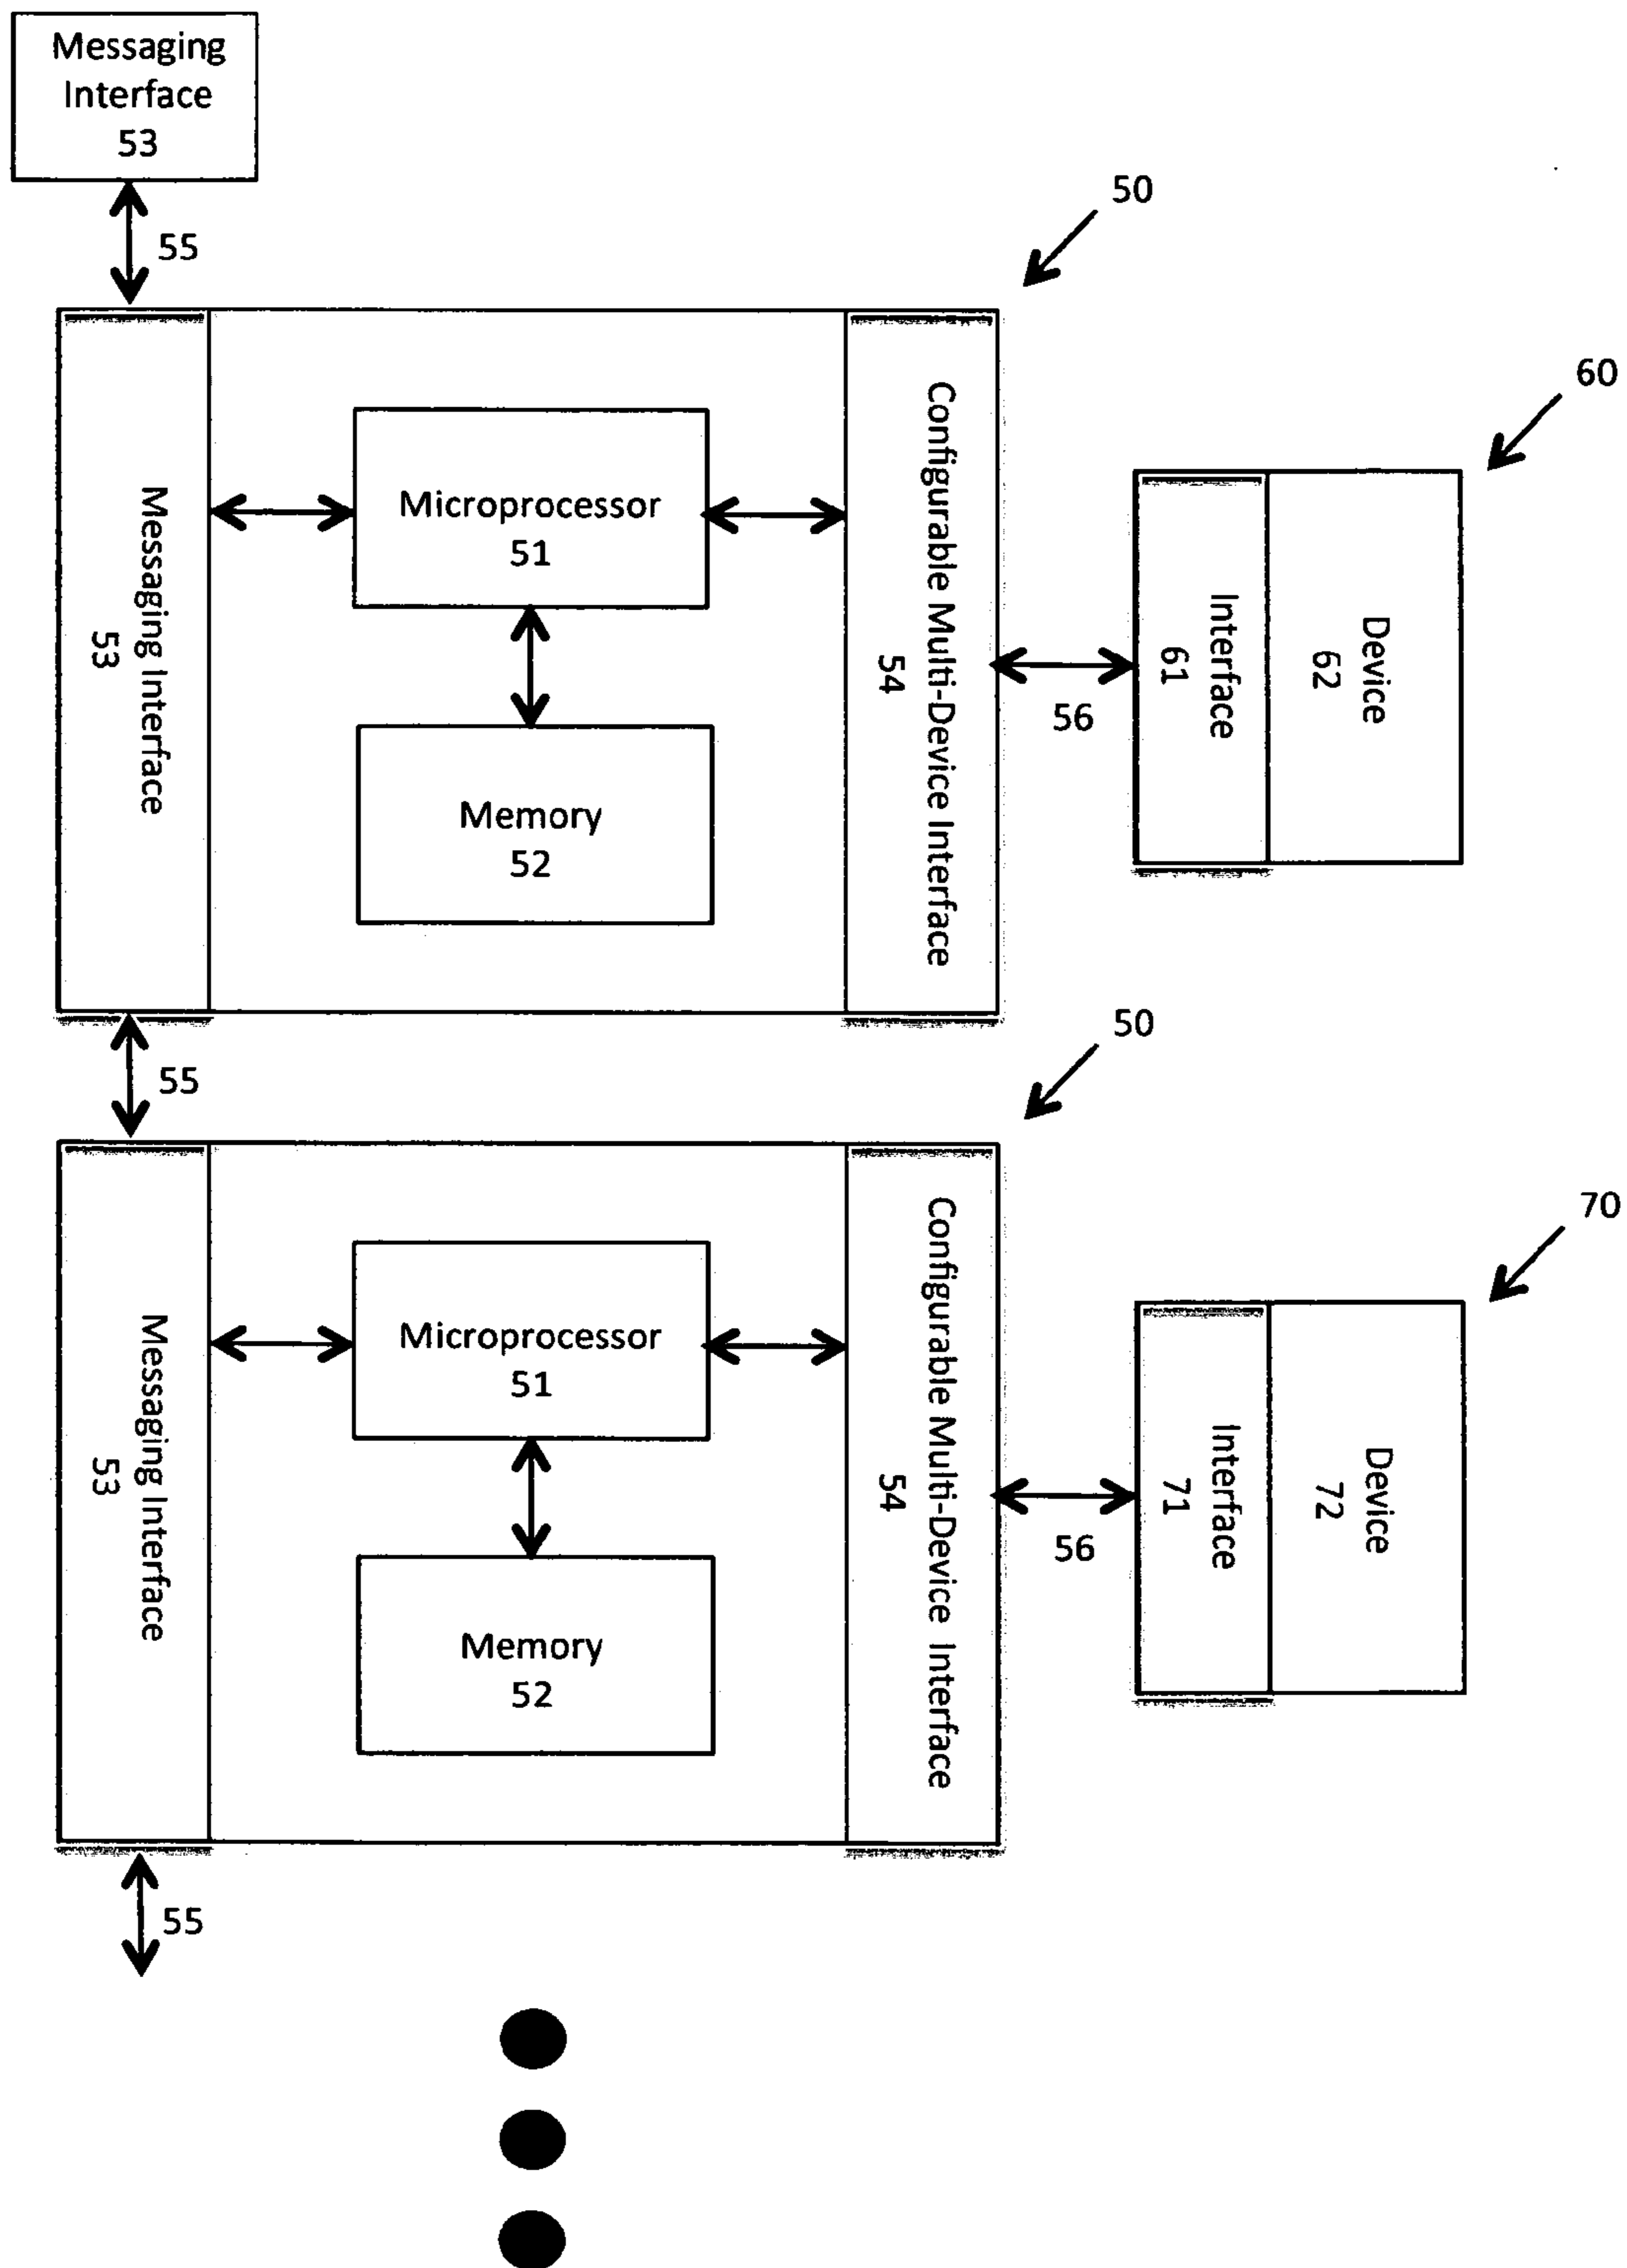 Messaging
Interface
53
55
50
60
Messaging Interface
53
Microprocessor
51
Memory
52
Configurable Multi-Device Interface
54
56
Interface
61
Device
62
55
50
70
Messaging Interface
53
Microprocessor
51
Memory
52
Configurable Multi-Device Interface
54
56
Interface
71
Device
72
55